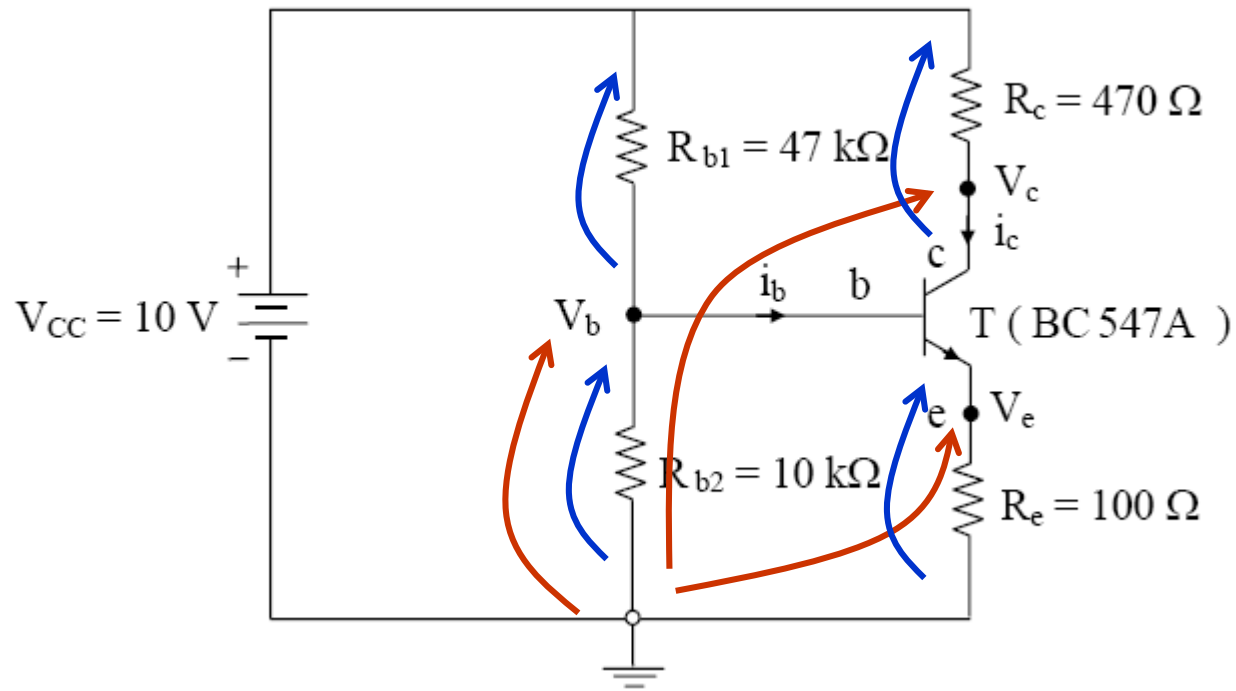 R_c = 470 Ω
R_b1 = 47 kΩ
V_c
i_c
c
+
i_b
b
V_CC = 10 V
V_b
T ( BC 547A )
–
e
V_e
R_b2 = 10 kΩ
R_e = 100 Ω